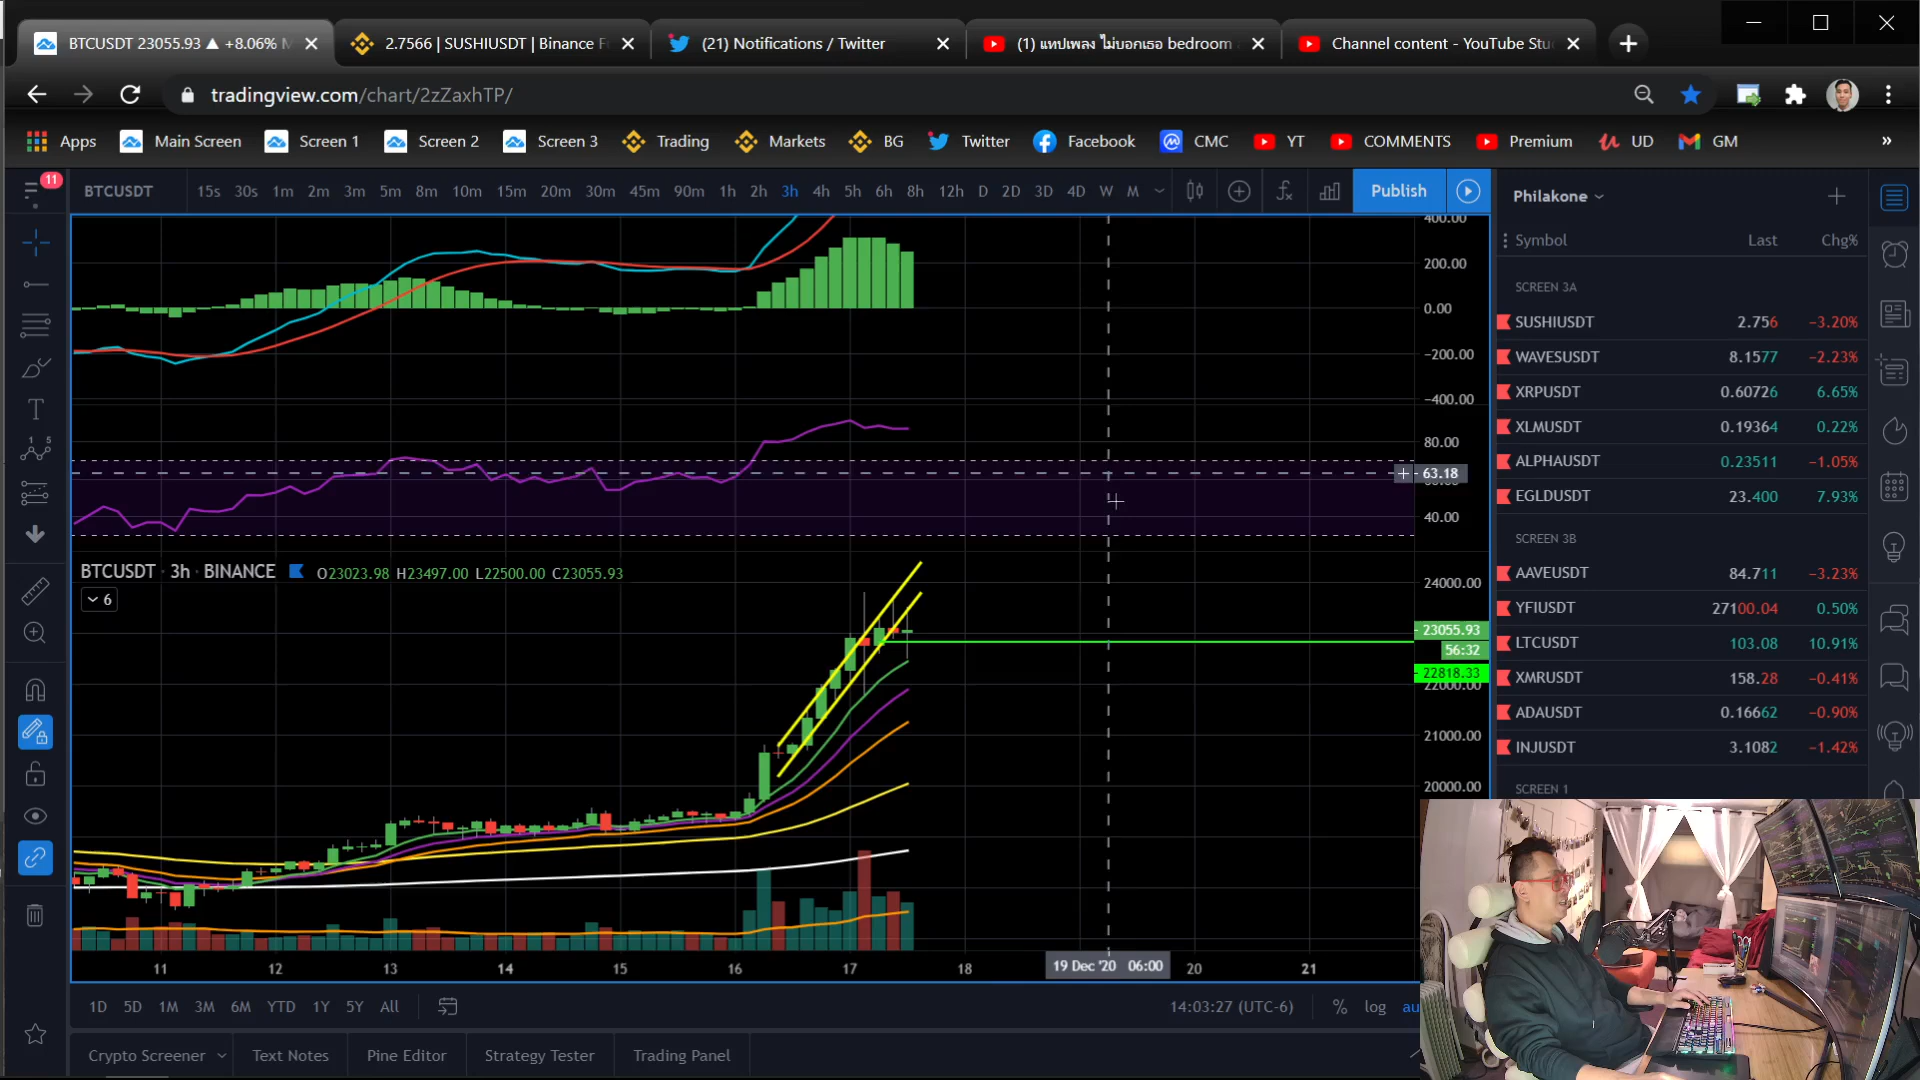 BTCUSDT 23055.93 ▲ +8.06%
2.7566 | SUSHIUSDT | Binance F
(21) Notifications / Twitter
(1) แทปเพลง ไม่บอกเธอ bedroom
Channel content - YouTube Stu
tradingview.com/chart/2zZaxhTP/
Apps
Main Screen
Screen 1
Screen 2
Screen 3
Trading
Markets
BG
Twitter
Facebook
CMC
YT
COMMENTS
Premium
UD
GM
»
11
BTCUSDT
15s 30s 1m 2m 3m 5m 8m 10m 15m 20m 30m 45m 90m 1h 2h 3h 4h 5h 6h 8h 12h D 2D 3D 4D W M
Publish
400.00
200.00
0.00
-200.00
-400.00
80.00
63.18
40.00
BTCUSDT · 3h · BINANCE
O23023.98 H23497.00 L22500.00 C23055.93
6
24000.00
23055.93
56:32
22818.33
22000.00
21000.00
20000.00
11 12 13 14 15 16 17 18 19 Dec '20 06:00 20 21
1D 5D 1M 3M 6M YTD 1Y 5Y All
14:03:27 (UTC-6)
% log au
Crypto Screener
Text Notes
Pine Editor
Strategy Tester
Trading Panel
Philakone
Symbol Last Chg%
SCREEN 3A
SUSHIUSDT 2.756 −3.20%
WAVESUSDT 8.1577 −2.23%
XRPUSDT 0.60726 6.65%
XLMUSDT 0.19364 0.22%
ALPHAUSDT 0.23511 −1.05%
EGLDUSDT 23.400 7.93%
SCREEN 3B
AAVEUSDT 84.711 −3.23%
YFIUSDT 27100.04 0.50%
LTCUSDT 103.08 10.91%
XMRUSDT 158.28 −0.41%
ADAUSDT 0.16662 −0.90%
INJUSDT 3.1082 −1.42%
SCREEN 1